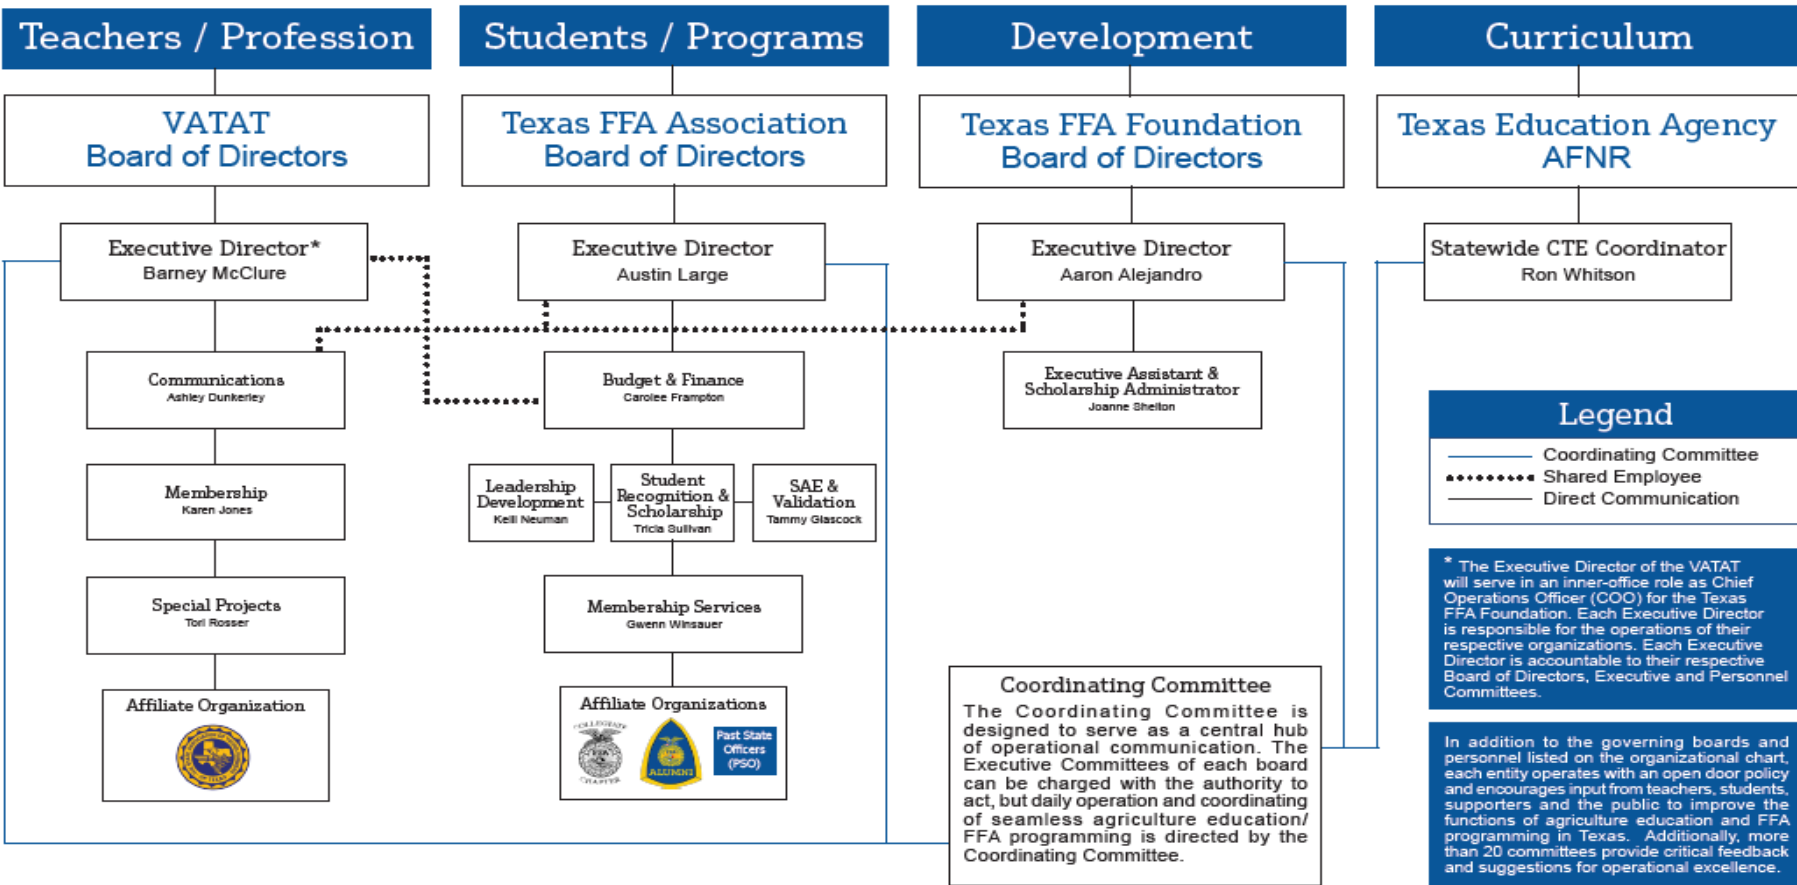 Teachers / Profession
VATAT
Board of Directors
Executive Director*
Barney McClure
Communications
Ashley Dunkerley
Membership
Karen Jones
Special Projects
Tori Rosser
Affiliate Organization
Students / Programs
Texas FFA Association
Board of Directors
Executive Director
Austin Large
Budget & Finance
Carolee Frampton
Leadership
Development
Kelli Neuman
Student
Recognition &
Scholarship
Tricia Sullivan
SAE &
Validation
Tammy Glascock
Membership Services
Gwenn Winsauer
Affiliate Organizations
COLLEGIATE
CHAPTER
ALUMNI
Past State
Officers
(PSO)
Development
Texas FFA Foundation
Board of Directors
Executive Director
Aaron Alejandro
Executive Assistant &
Scholarship Administrator
Joanne Shelton
Coordinating Committee
The Coordinating Committee is
designed to serve as a central hub
of operational communication. The
Executive Committees of each board
can be charged with the authority to
act, but daily operation and coordinating
of seamless agriculture education/
FFA programming is directed by the
Coordinating Committee.
Curriculum
Texas Education Agency
AFNR
Statewide CTE Coordinator
Ron Whitson
Legend
Coordinating Committee
Shared Employee
Direct Communication
* The Executive Director of the VATAT
will serve in an inner-office role as Chief
Operations Officer (COO) for the Texas
FFA Foundation. Each Executive Director
is responsible for the operations of their
respective organizations. Each Executive
Director is accountable to their respective
Board of Directors, Executive and Personnel
Committees.
In addition to the governing boards and
personnel listed on the organizational chart,
each entity operates with an open door policy
and encourages input from teachers, students,
supporters and the public to improve the
functions of agriculture education and FFA
programming in Texas. Additionally, more
than 20 committees provide critical feedback
and suggestions for operational excellence.